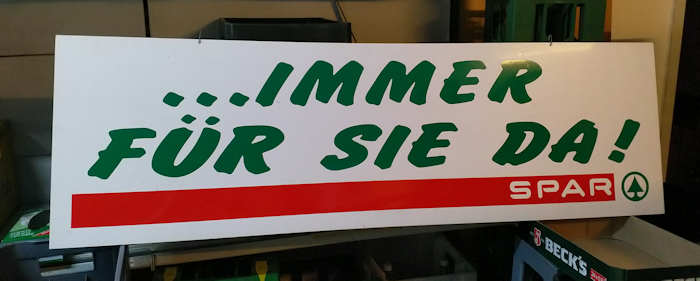 ...IMMER
FÜR SIE DA!
SPAR
BECK'S